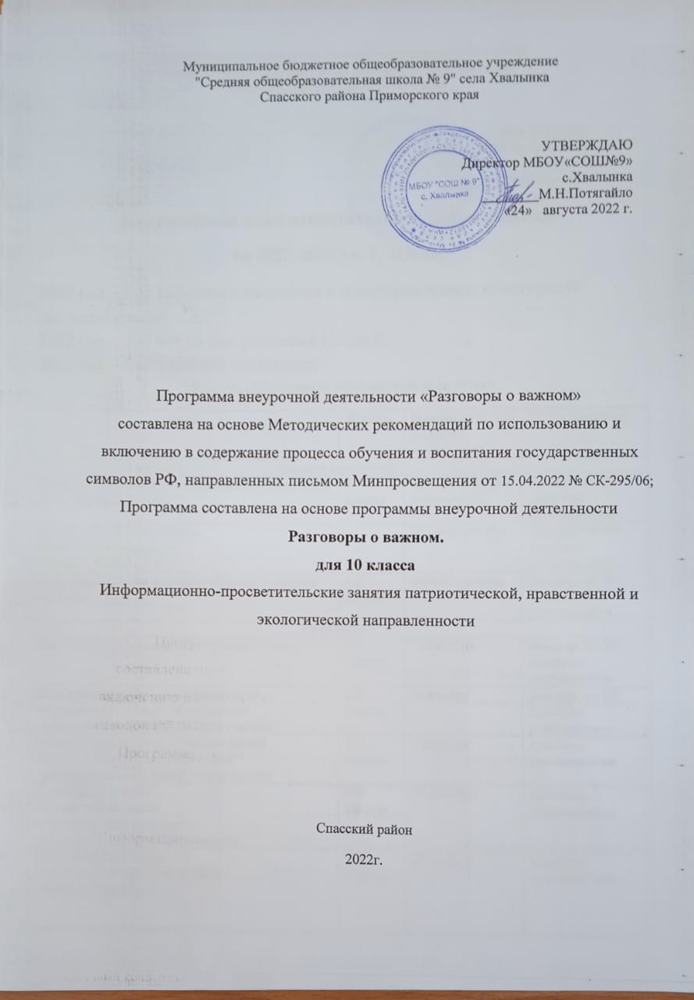 Муниципальное бюджетное общеобразовательное учреждение
"Средняя общеобразовательная школа № 9" села Хвалынка
Спасского района Приморского края
УТВЕРЖДАЮ
Директор МБОУ«СОШ№9»
с.Хвалынка
М.Н.Потягайло
«24» августа 2022 г.
МБОУ "СОШ № 9"
с. Хвалынка
Программа внеурочной деятельности «Разговоры о важном»
составлена на основе Методических рекомендаций по использованию и
включению в содержание процесса обучения и воспитания государственных
символов РФ, направленных письмом Минпросвещения от 15.04.2022 № СК-295/06;
Программа составлена на основе программы внеурочной деятельности
Разговоры о важном.
для 10 класса
Информационно-просветительские занятия патриотической, нравственной и
экологической направленности
Спасский район
2022г.